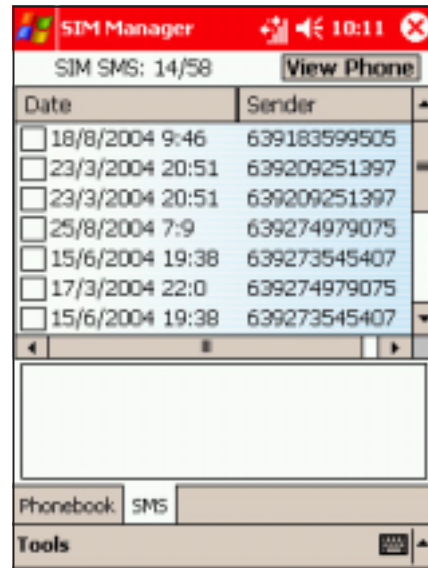 SIM Manager 10:11
SIM SMS: 14/58 View Phone
Date Sender
18/8/2004 9:46 639183599505
23/3/2004 20:51 639209251397
23/3/2004 20:51 639209251397
25/8/2004 7:9 639274979075
15/6/2004 19:38 639273545407
17/3/2004 22:0 639274979075
15/6/2004 19:38 639273545407
Phonebook SMS
Tools